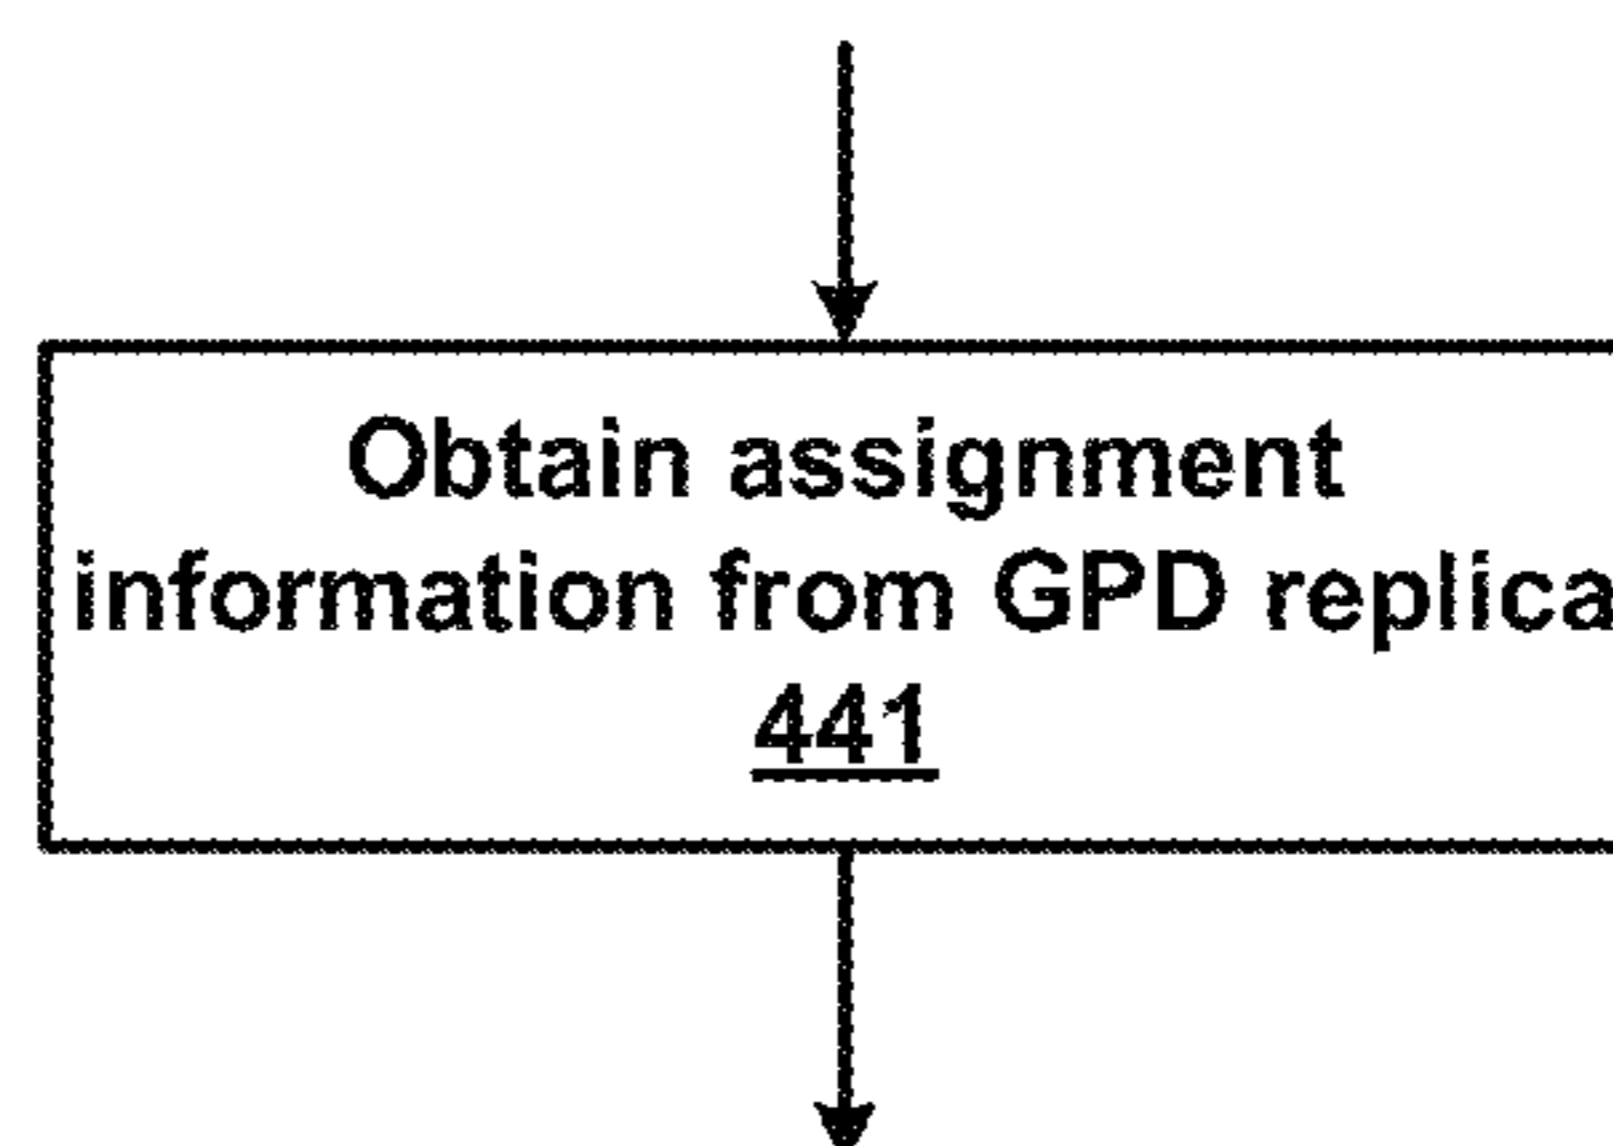 Obtain assignment
information from GPD replica
441